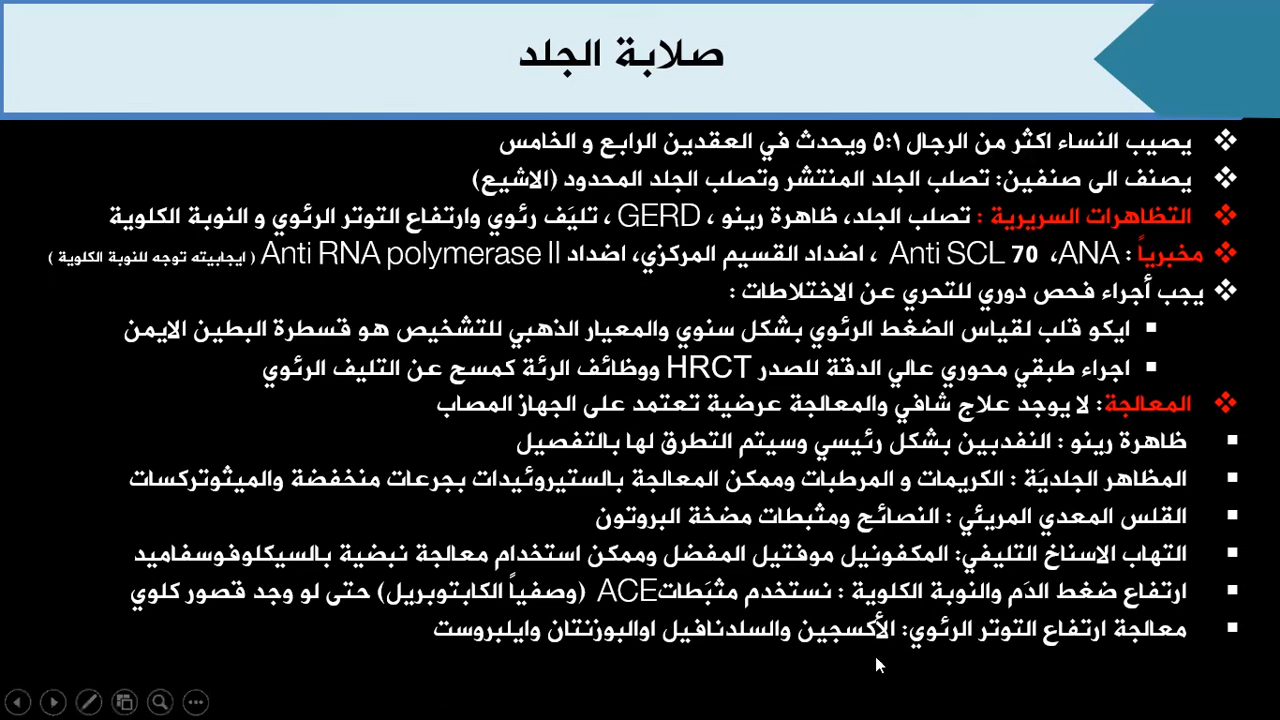 صلابة الجلد
يصيب النساء اكثر من الرجال ٥:١ ويحدث في العقدين الرابع و الخامس
يصنف الى صنفين: تصلب الجلد المنتشر وتصلب الجلد المحدود (الاشيع)
التظاهرات السريرية : تصلب الجلد، ظاهرة رينو ، GERD ، تليَف رئوي وارتفاع التوتر الرئوي و النوبة الكلوية
مخبرياً : ANA، Anti SCL 70 ، اضداد القسيم المركزي، اضداد Anti RNA polymerase II ( ايجابيته توجه للنوبة الكلوية )
يجب أجراء فحص دوري للتحري عن الاختلاطات :
ايكو قلب لقياس الضغط الرئوي بشكل سنوي والمعيار الذهبي للتشخيص هو قسطرة البطين الايمن
اجراء طبقي محوري عالي الدقة للصدر HRCT ووظائف الرئة كمسح عن التليف الرئوي
المعالجة: لا يوجد علاج شافي والمعالجة عرضية تعتمد على الجهاز المصاب
ظاهرة رينو : النفدبين بشكل رئيسي وسيتم التطرق لها بالتفصيل
المظاهر الجلديَة : الكريمات و المرطبات وممكن المعالجة بالستيروئيدات بجرعات منخفضة والميثوتركسات
القلس المعدي المريئي : النصائح ومثبطات مضخة البروتون
التهاب الاسناخ التليفي: المكفونيل موفتيل المفضل وممكن استخدام معالجة نبضية بالسيكلوفوسفاميد
ارتفاع ضغط الدَم والنوبة الكلوية : نستخدم مثبَطات ACE (وصفياً الكابتوبريل) حتى لو وجد قصور كلوي
معالجة ارتفاع التوتر الرئوي: الأكسجين والسلدنافيل اوالبوزنتان وايلبروست